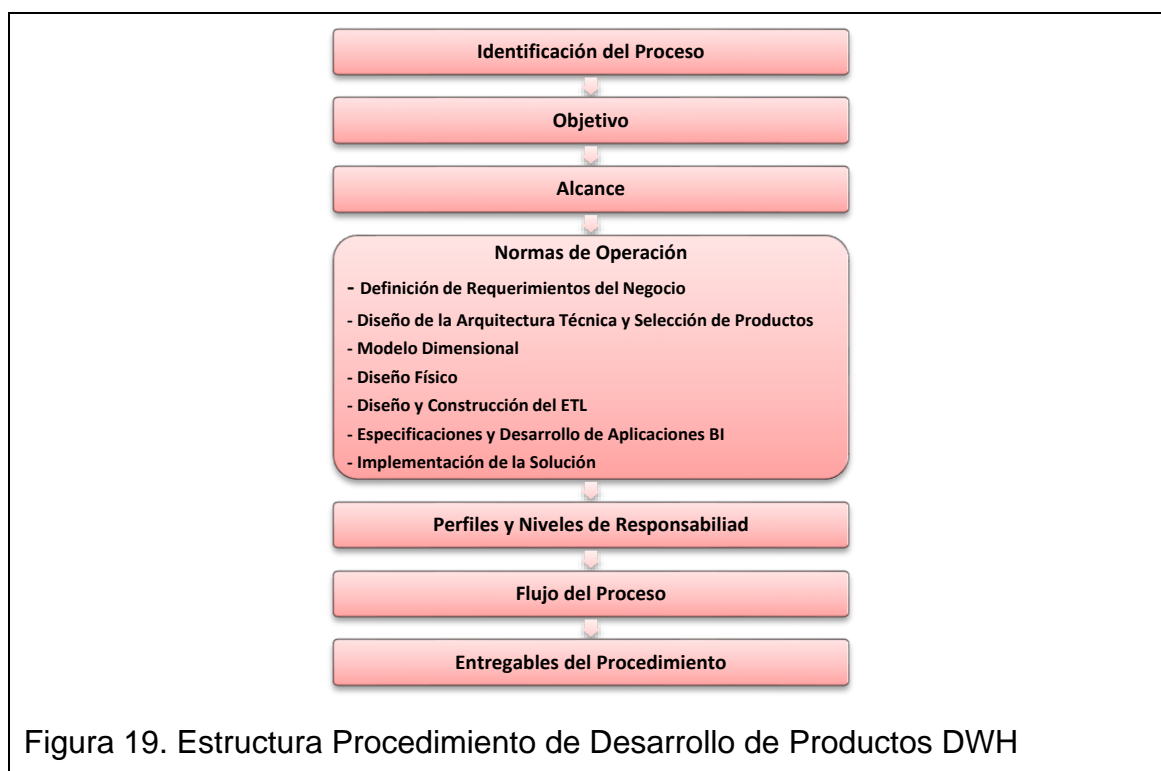 Identificación del Proceso
Objetivo
Alcance
Normas de Operación
- Definición de Requerimientos del Negocio
- Diseño de la Arquitectura Técnica y Selección de Productos
- Modelo Dimensional
- Diseño Físico
- Diseño y Construcción del ETL
- Especificaciones y Desarrollo de Aplicaciones BI
- Implementación de la Solución
Perfiles y Niveles de Responsabiliad
Flujo del Proceso
Entregables del Procedimiento
Figura 19. Estructura Procedimiento de Desarrollo de Productos DWH